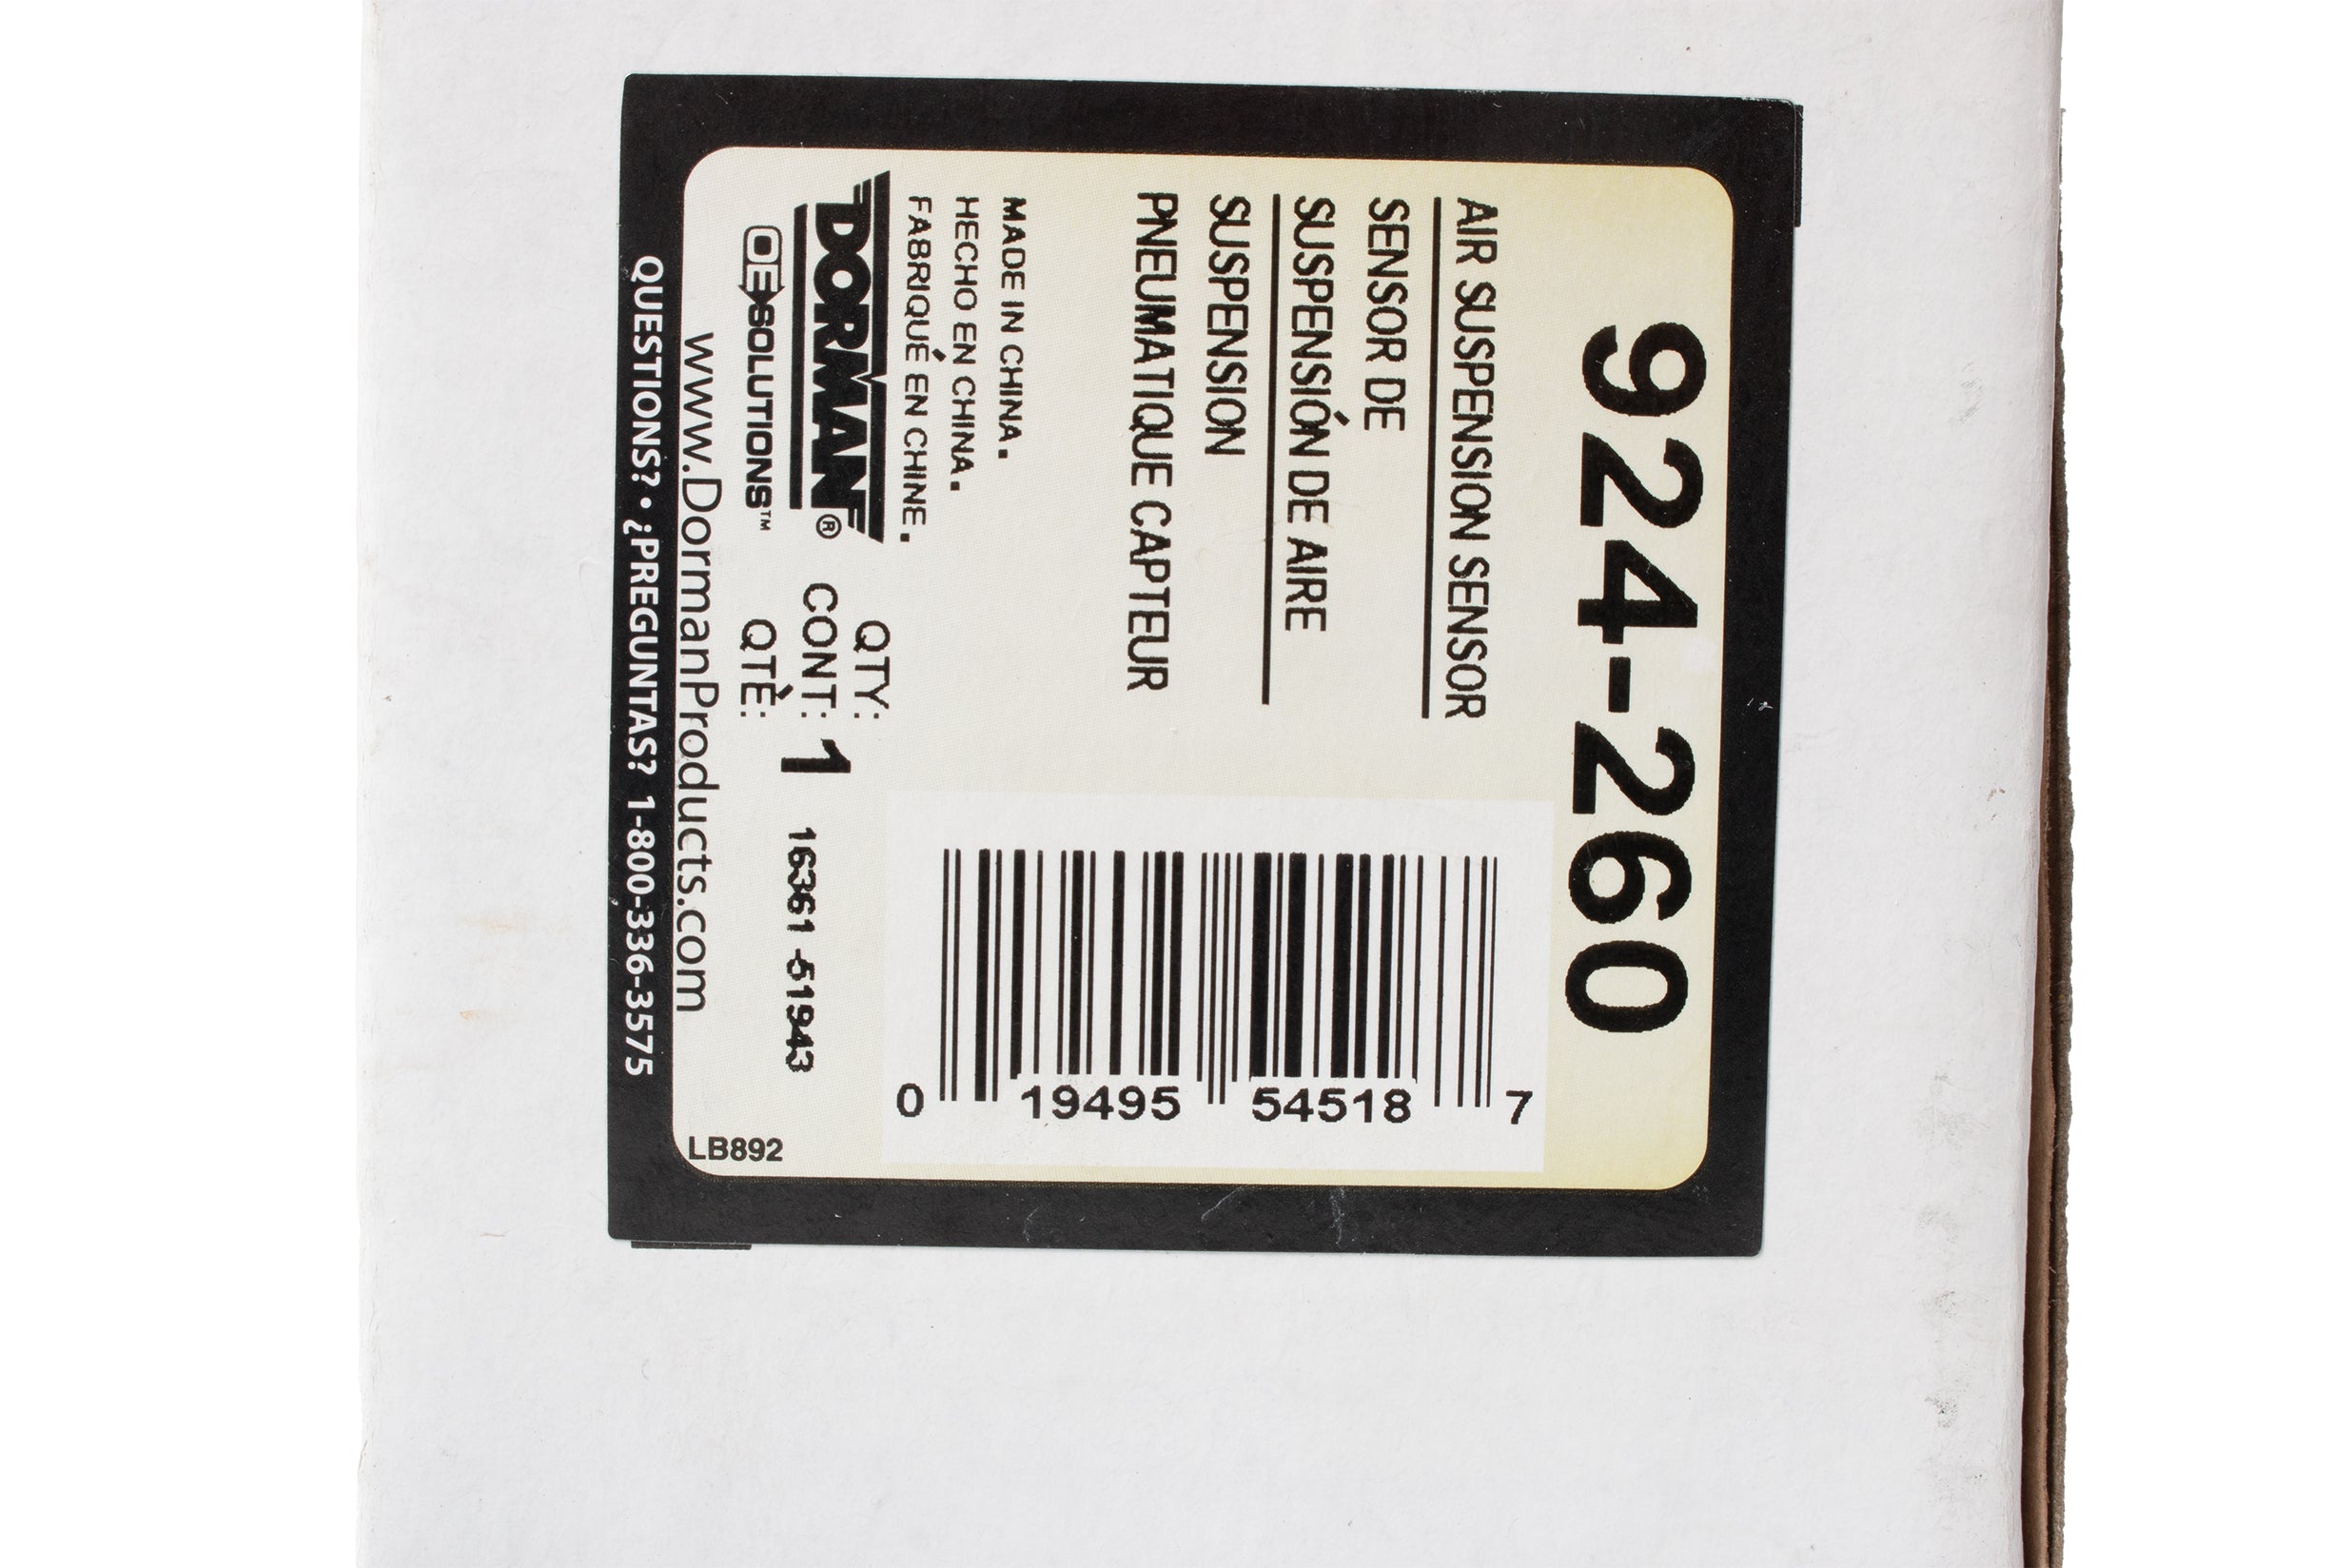 924-260
AIR SUSPENSION SENSOR
SENSOR DE
SUSPENSIÓN DE AIRE
SUSPENSION
PNEUMATIQUE CAPTEUR
MADE IN CHINA.
HECHO EN CHINA.
FABRIQUÉ EN CHINE.
DORMAN®
OE SOLUTIONS™
QTY:
CONT: 1
QTÈ:
16361 -51943
0 19495 54518 7
LB892
www.DormanProducts.com
QUESTIONS? • ¿PREGUNTAS? 1-800-336-3575